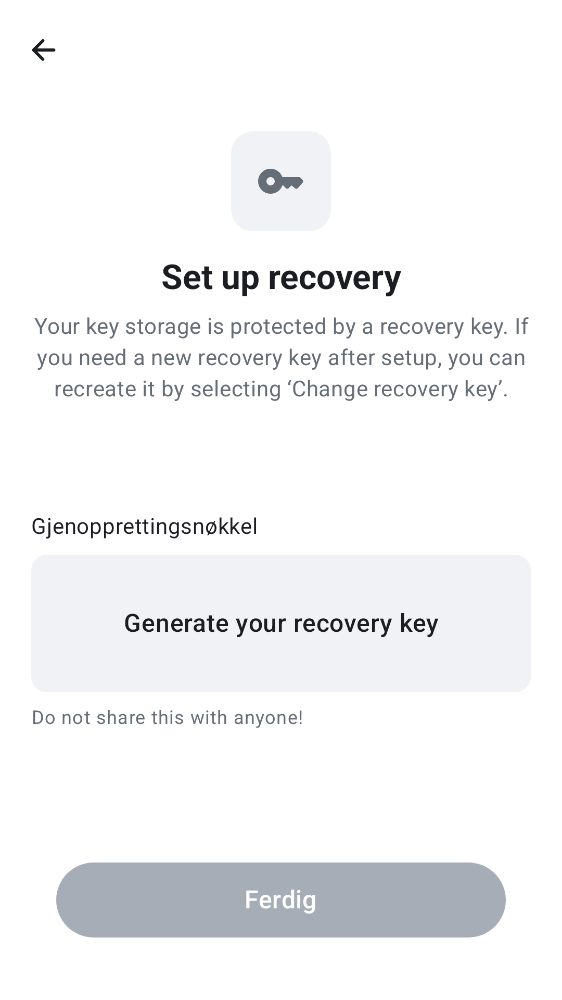 Set up recovery
Your key storage is protected by a recovery key. If
you need a new recovery key after setup, you can
recreate it by selecting ‘Change recovery key’.
Gjenopprettingsnøkkel
Generate your recovery key
Do not share this with anyone!
Ferdig